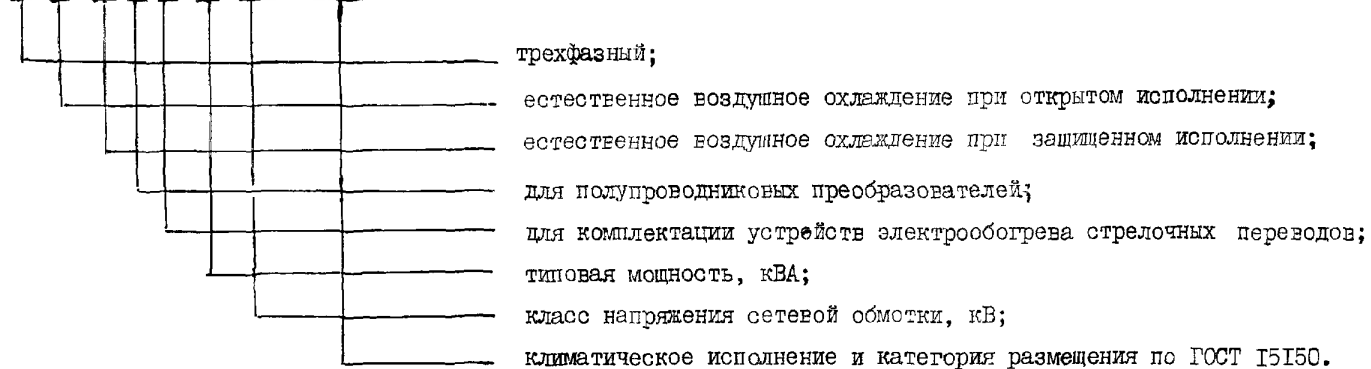 трехфазный;
естественное воздушное охлаждение при открытом исполнении;
естественное воздушное охлаждение при защищенном исполнении;
для полупроводниковых преобразователей;
для комплектации устройств электрообогрева стрелочных переводов;
типовая мощность, кВА;
класс напряжения сетевой обмотки, кВ;
климатическое исполнение и категория размещения по ГОСТ I5I50.